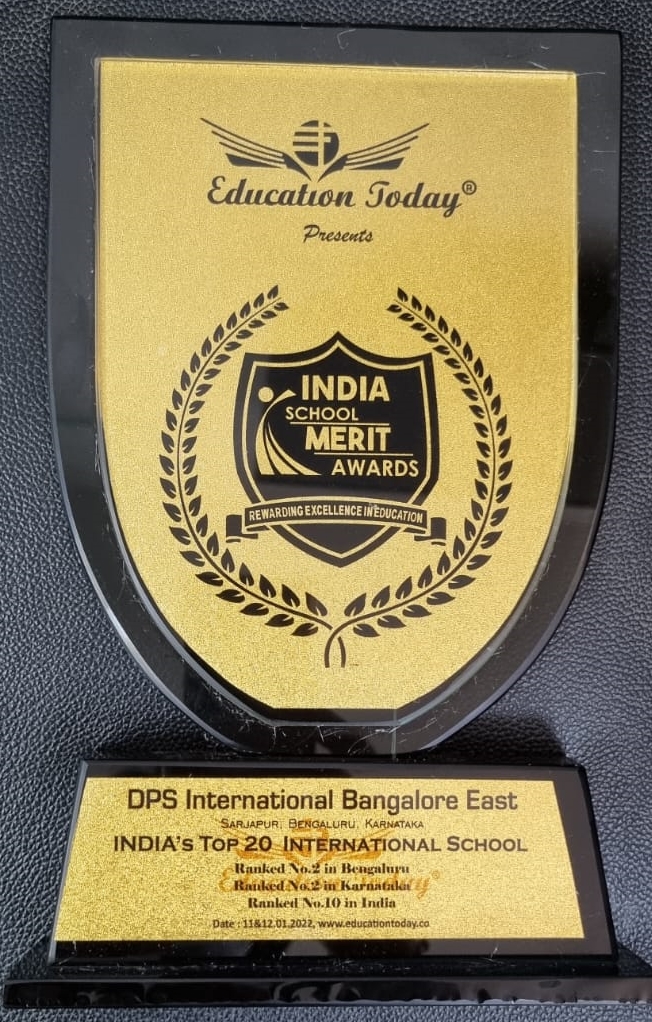 Education Today®
Presents
INDIA
SCHOOL
MERIT
AWARDS
REWARDING EXCELLENCE IN EDUCATION
DPS International Bangalore East
SARJAPUR, BENGALURU, KARNATAKA
INDIA's TOP 20 INTERNATIONAL SCHOOL
Ranked No.2 in Bengaluru
Ranked No.2 in Karnataka
Education Today®
Ranked No.10 in India
Date : 11&12.01.2022, www.educationtoday.co